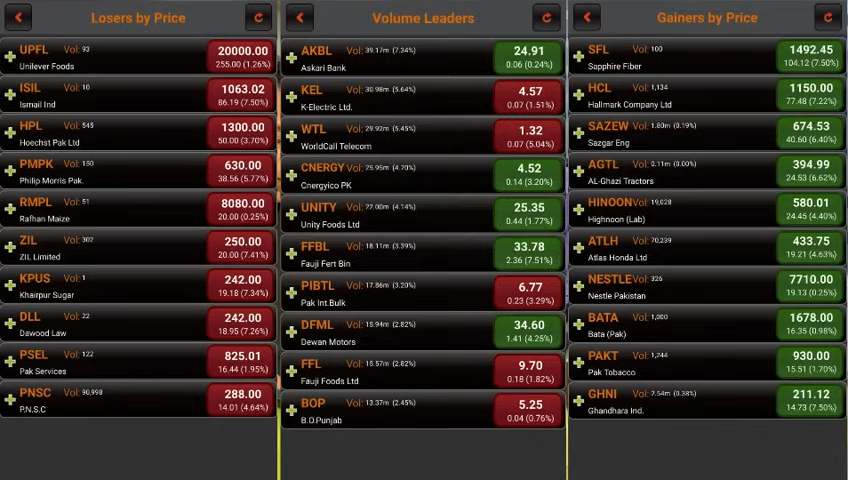 Losers by Price
UPFL Vol: 93 20000.00
Unilever Foods 255.00 (1.26%)
ISIL Vol: 10 1063.02
Ismail Ind 86.19 (7.50%)
HPL Vol: 545 1300.00
Hoechst Pak Ltd 50.00 (3.70%)
PMPK Vol: 150 630.00
Philip Morris Pak. 38.56 (5.77%)
RMPL Vol: 51 8080.00
Rafhan Maize 20.00 (0.25%)
ZIL Vol: 302 250.00
ZIL Limited 20.00 (7.41%)
KPUS Vol: 1 242.00
Khairpur Sugar 19.18 (7.34%)
DLL Vol: 22 242.00
Dawood Law 18.95 (7.26%)
PSEL Vol: 122 825.01
Pak Services 16.44 (1.95%)
PNSC Vol: 90,998 288.00
P.N.S.C 14.01 (4.64%)
Volume Leaders
AKBL Vol: 39.17m (7.34%) 24.91
Askari Bank 0.06 (0.24%)
KEL Vol: 30.98m (5.64%) 4.57
K-Electric Ltd. 0.07 (1.51%)
WTL Vol: 29.92m (5.45%) 1.32
WorldCall Telecom 0.07 (5.04%)
CNERGY Vol: 25.95m (4.70%) 4.52
Cnergyico PK 0.14 (3.20%)
UNITY Vol: 22.00m (4.14%) 25.35
Unity Foods Ltd 0.44 (1.77%)
FFBL Vol: 18.11m (3.39%) 33.78
Fauji Fert Bin 2.36 (7.51%)
PIBTL Vol: 17.86m (3.20%) 6.77
Pak Int.Bulk 0.23 (3.29%)
DFML Vol: 15.94m (2.82%) 34.60
Dewan Motors 1.41 (4.25%)
FFL Vol: 15.57m (2.82%) 9.70
Fauji Foods Ltd 0.18 (1.82%)
BOP Vol: 13.37m (2.45%) 5.25
B.O.Punjab 0.04 (0.76%)
Gainers by Price
SFL Vol: 100 1492.45
Sapphire Fiber 104.12 (7.50%)
HCL Vol: 1,134 1150.00
Hallmark Company Ltd 77.48 (7.22%)
SAZEW Vol: 1.80m (0.19%) 674.53
Sazgar Eng 40.60 (6.40%)
AGTL Vol: 0.11m (0.00%) 394.99
AL-Ghazi Tractors 24.53 (6.62%)
HINOON Vol: 19,028 580.01
Highnoon (Lab) 24.45 (4.40%)
ATLH Vol: 70,239 433.75
Atlas Honda Ltd 19.21 (4.63%)
NESTLE Vol: 326 7710.00
Nestle Pakistan 19.13 (0.25%)
BATA Vol: 1,000 1678.00
Bata (Pak) 16.35 (0.98%)
PAKT Vol: 1,244 930.00
Pak Tobacco 15.51 (1.70%)
GHNI Vol: 2.54m (0.38%) 211.12
Ghandhara Ind. 14.73 (7.50%)